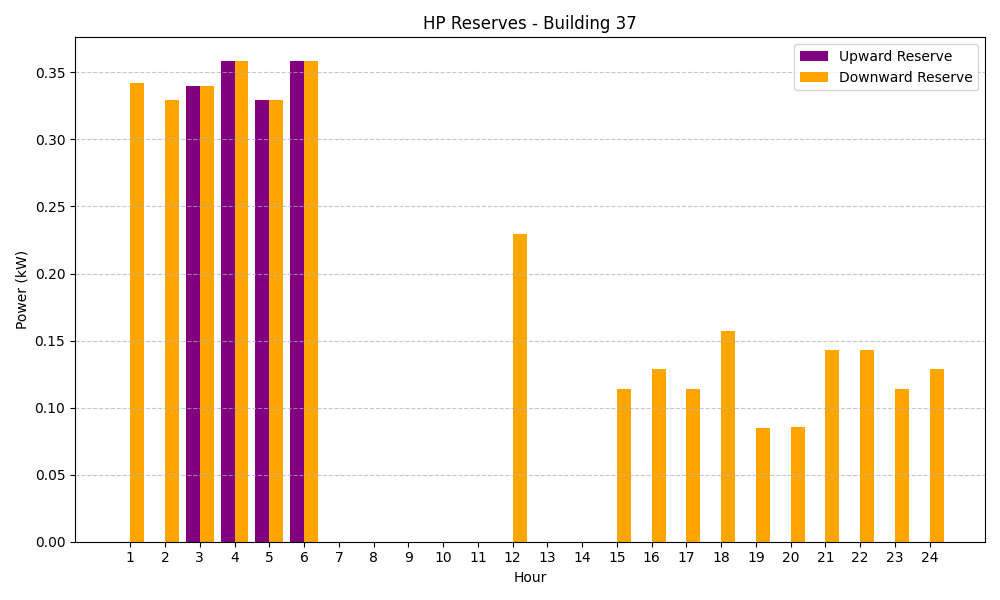 HP Reserves - Building 37
Upward Reserve
Downward Reserve
Power (kW)
0.35
0.30
0.25
0.20
0.15
0.10
0.05
0.00
1 2 3 4 5 6 7 8 9 10 11 12 13 14 15 16 17 18 19 20 21 22 23 24
Hour